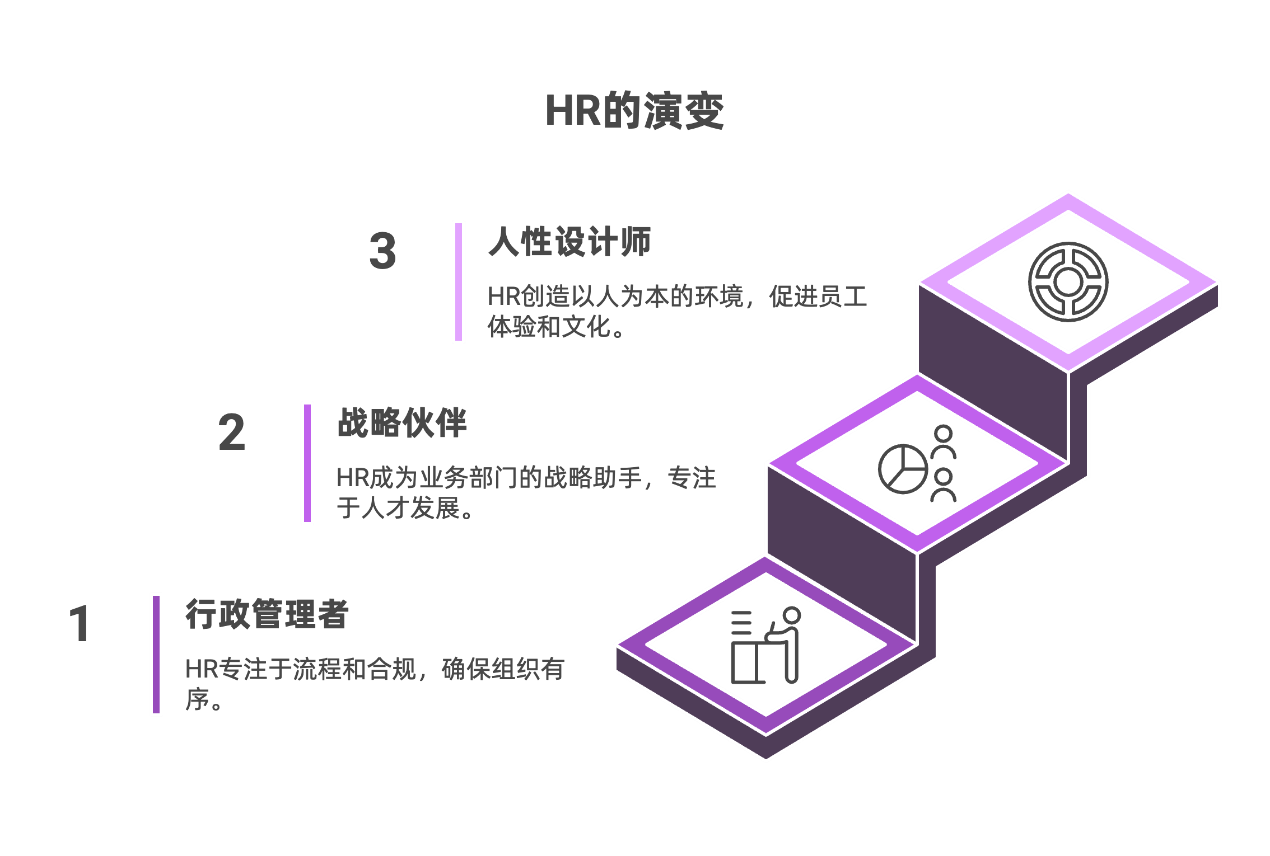 HR的演变
3
人性设计师
HR创造以人为本的环境，促进员工
体验和文化。
2
战略伙伴
HR成为业务部门的战略助手，专注
于人才发展。
1
行政管理者
HR专注于流程和合规，确保组织有
序。